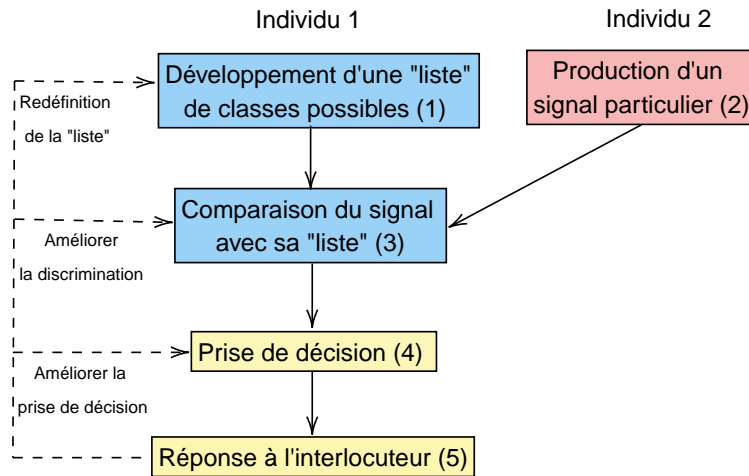 Individu 1
Individu 2
Développement d'une "liste"
de classes possibles (1)
Production d'un
signal particulier (2)
Redéfinition
de la "liste"
Comparaison du signal
avec sa "liste" (3)
Améliorer
la discrimination
Prise de décision (4)
Améliorer la
prise de décision
Réponse à l'interlocuteur (5)